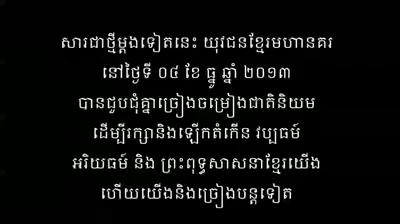 សារជាថ្មីម្ដងទៀតនេះ យុវជនខ្មែរមហានគរ
នៅថ្ងៃទី ០៤ ខែ ធ្នូ ឆ្នាំ ២០១៣
បានជួបជុំគ្នាច្រៀងចម្រៀងជាតិនិយម
ដើម្បីរក្សានិងឡើកតំកើន វប្បធម៍
អរិយធម៍ និង ព្រះពុទ្ធសាសនាខ្មែរយើង
ហើយយើងនិងច្រៀងបន្តទៀត